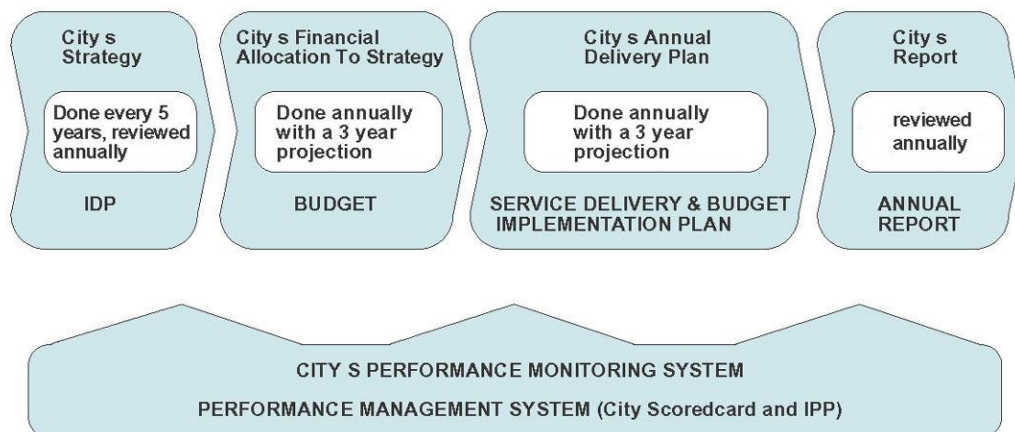 City s
Strategy
Done every 5
years, reviewed
annually
IDP
City s Financial
Allocation To Strategy
Done annually
with a 3 year
projection
BUDGET
City s Annual
Delivery Plan
Done annually
with a 3 year
projection
SERVICE DELIVERY & BUDGET
IMPLEMENTATION PLAN
City s
Report
reviewed
annually
ANNUAL
REPORT
CITY S PERFORMANCE MONITORING SYSTEM
PERFORMANCE MANAGEMENT SYSTEM (City Scoredcard and IPP)